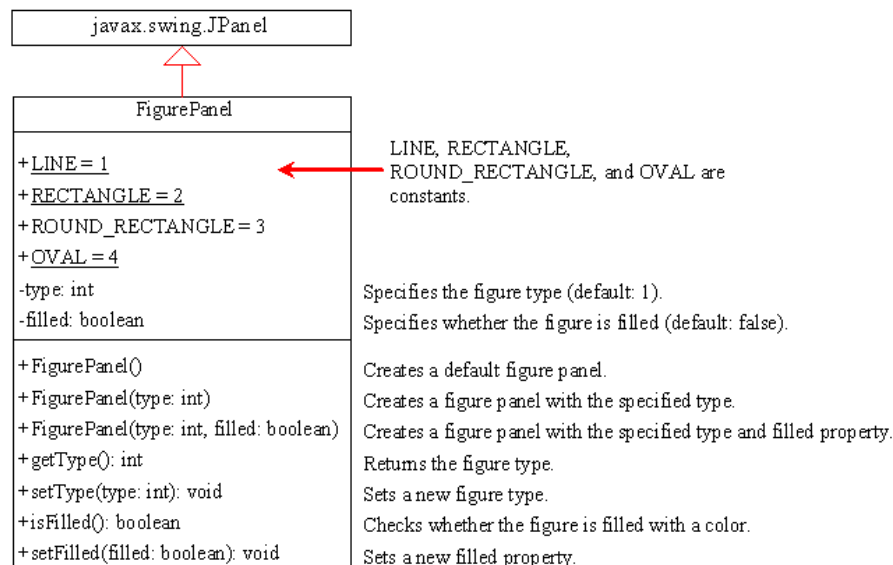 javax.swing.JPanel
FigurePanel
+LINE = 1
+RECTANGLE = 2
+ROUND_RECTANGLE = 3
+OVAL = 4
LINE, RECTANGLE,
ROUND_RECTANGLE, and OVAL are
constants.
-type: int
Specifies the figure type (default: 1).
-filled: boolean
Specifies whether the figure is filled (default: false).
+FigurePanel()
Creates a default figure panel.
+FigurePanel(type: int)
Creates a figure panel with the specified type.
+FigurePanel(type: int, filled: boolean)
Creates a figure panel with the specified type and filled property.
+getType(): int
Returns the figure type.
+setType(type: int): void
Sets a new figure type.
+isFilled(): boolean
Checks whether the figure is filled with a color.
+setFilled(filled: boolean): void
Sets a new filled property.